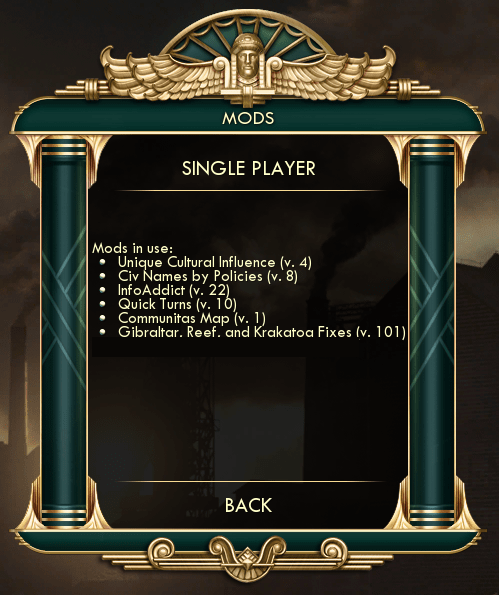 MODS
SINGLE PLAYER
Mods in use:
• Unique Cultural Influence (v. 4)
• Civ Names by Policies (v. 8)
• InfoAddict (v. 22)
• Quick Turns (v. 10)
• Communitas Map (v. 1)
• Gibraltar. Reef. and Krakatoa Fixes (v. 101)
BACK